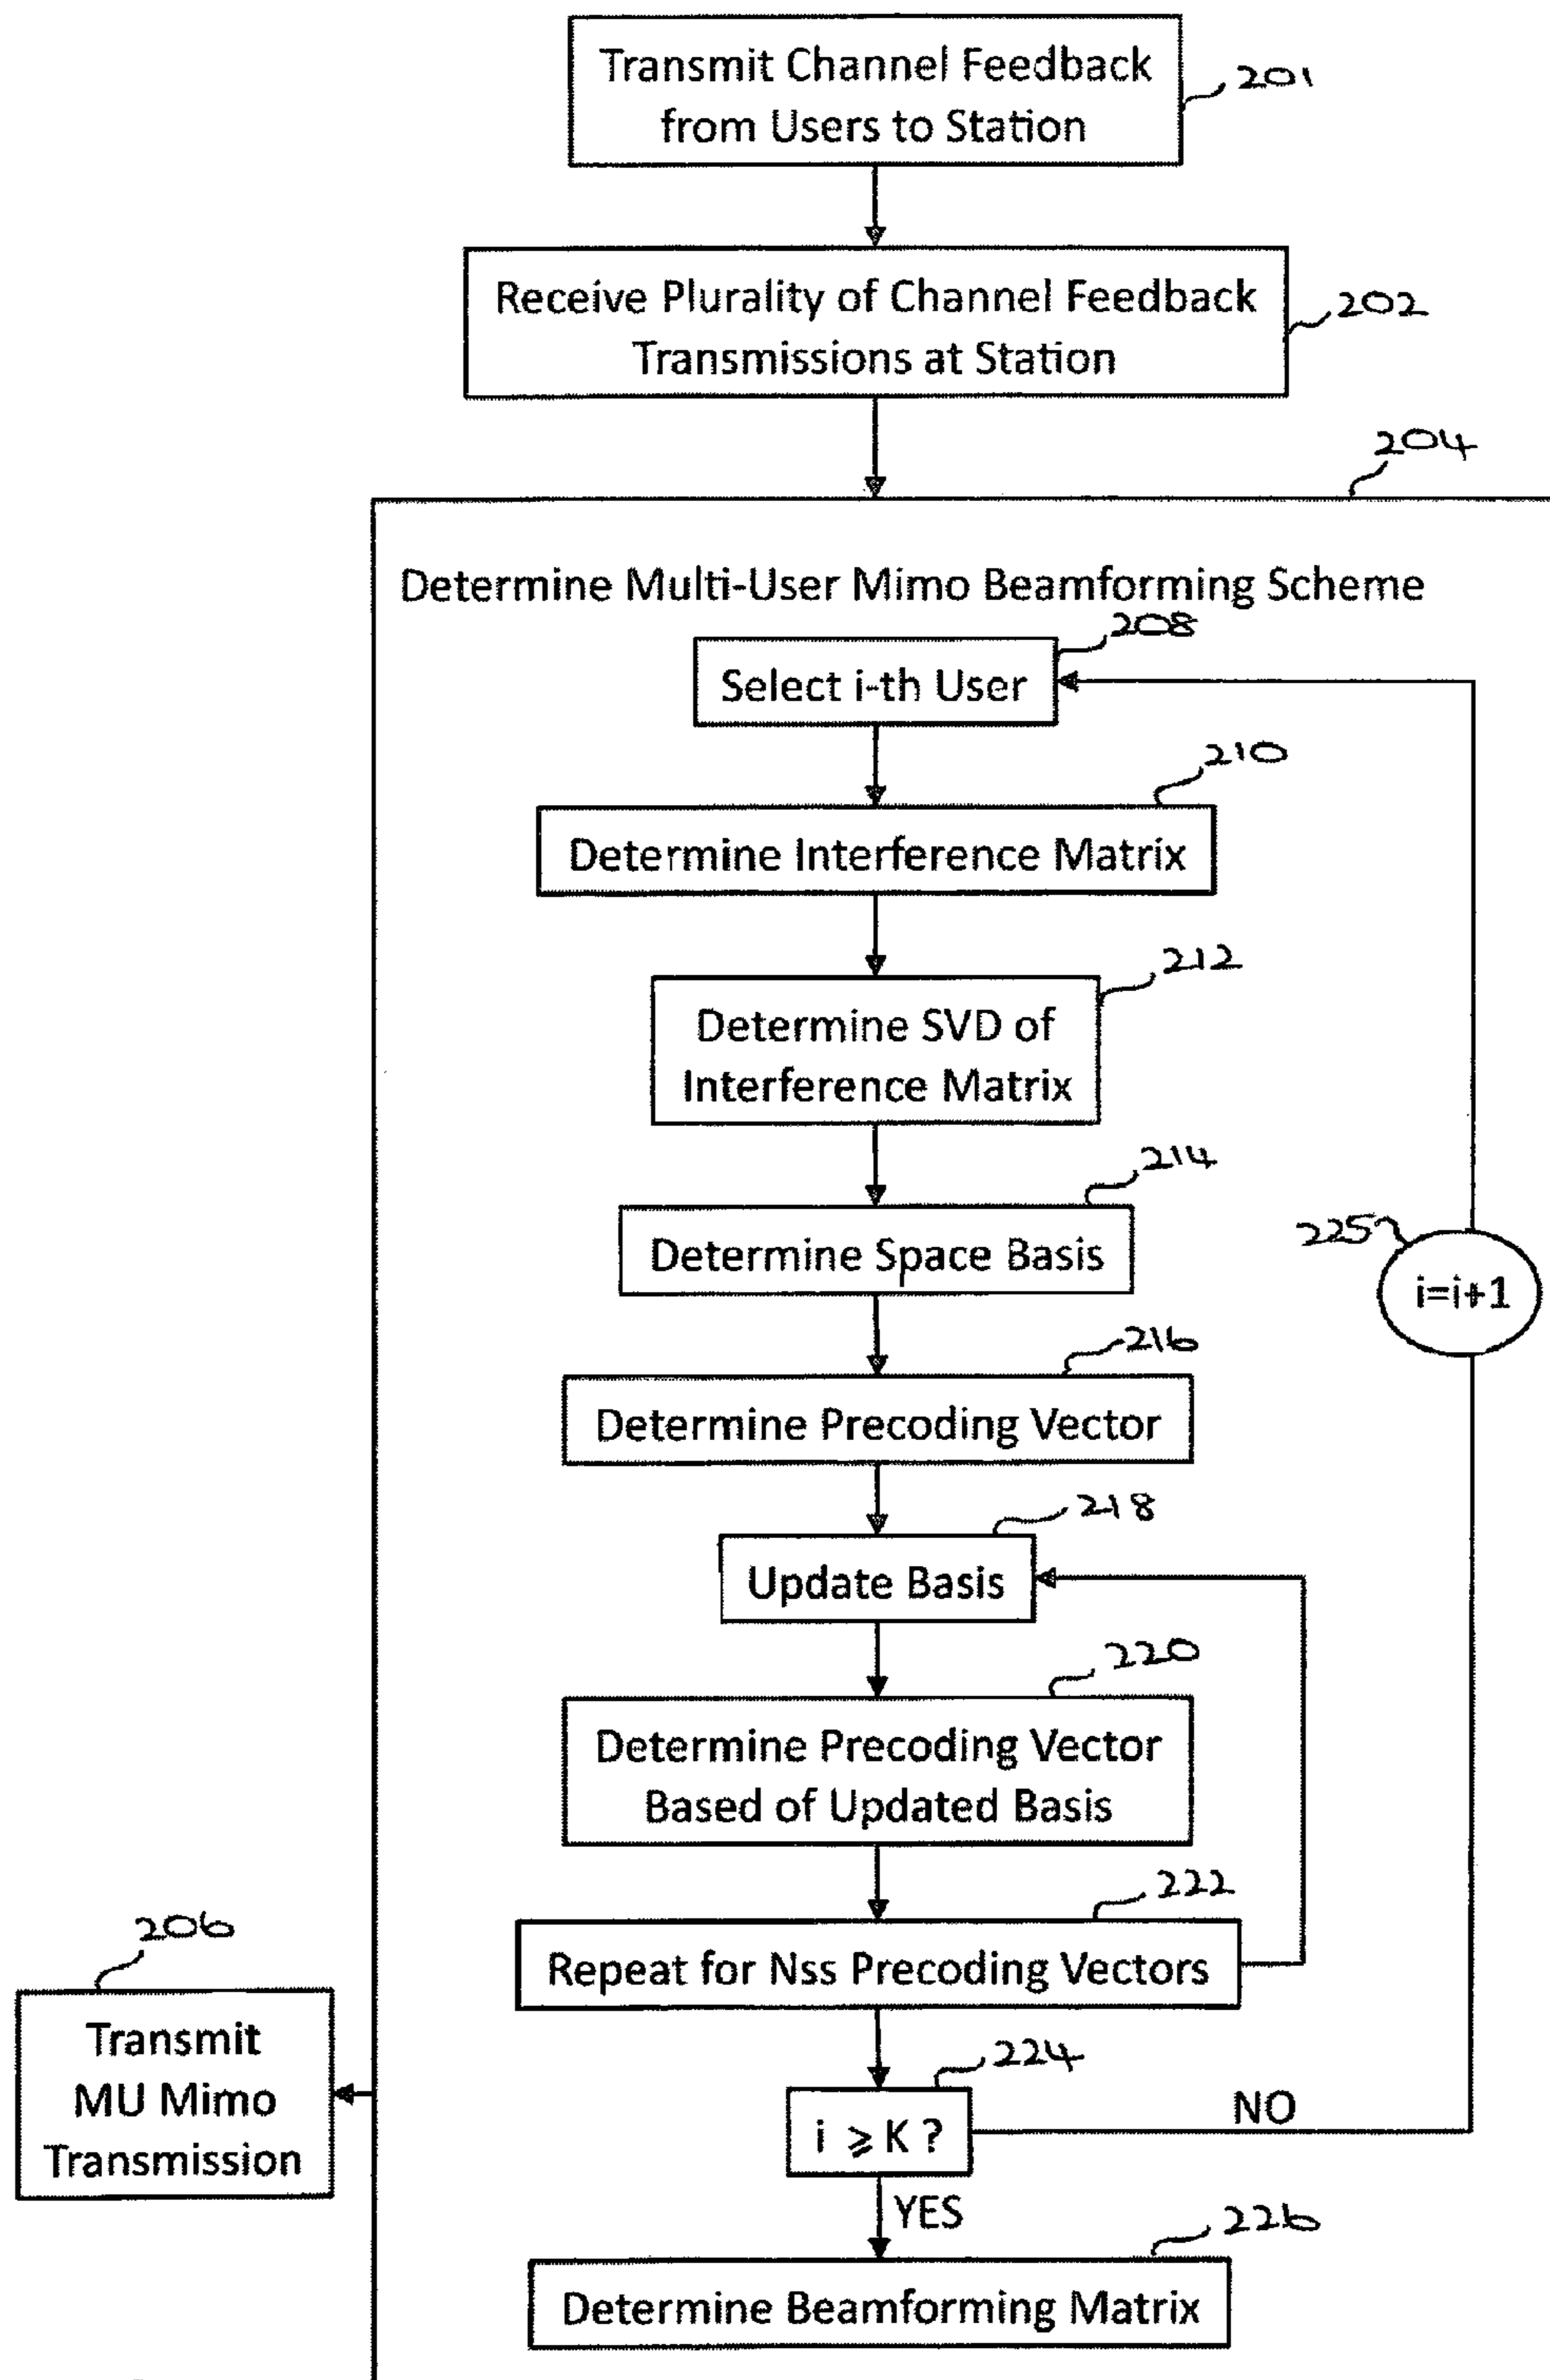 Transmit Channel Feedback
from Users to Station
201
Receive Plurality of Channel Feedback
Transmissions at Station
202
204
Determine Multi-User Mimo Beamforming Scheme
208
Select i-th User
210
Determine Interference Matrix
212
Determine SVD of
Interference Matrix
214
Determine Space Basis
225
i=i+1
216
Determine Precoding Vector
218
Update Basis
220
Determine Precoding Vector
Based of Updated Basis
222
Repeat for Nss Precoding Vectors
206
Transmit
MU Mimo
Transmission
224
i ⩾ K ?
NO
YES
226
Determine Beamforming Matrix